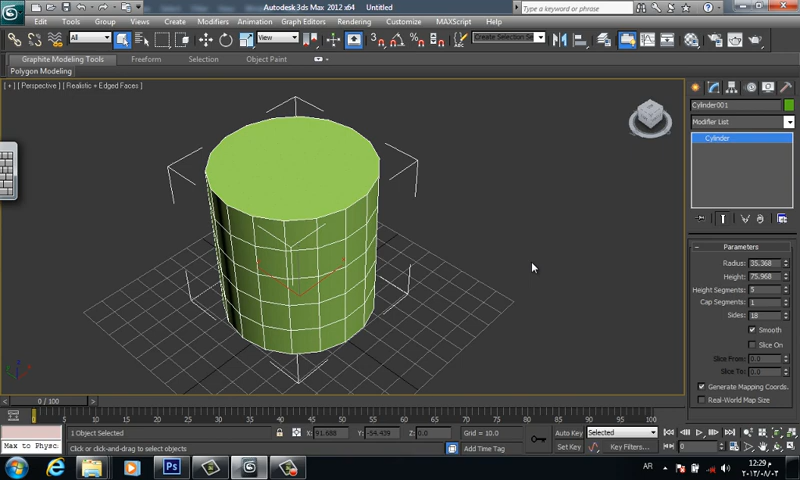 Autodesk 3ds Max 2012 x64 Untitled
Type a keyword or phrase
Edit Tools Group Views Create Modifiers Animation Graph Editors Rendering Customize MAXScript Help
All View Create Selection Se
Graphite Modeling Tools Freeform Selection Object Paint
Polygon Modeling
[ + ] [ Perspective ] [ Realistic + Edged Faces ]
Cylinder001
Modifier List
Cylinder
Parameters
Radius: 35.368
Height: 75.968
Height Segments: 5
Cap Segments: 1
Sides: 18
Smooth
Slice On
Slice From: 0.0
Slice To: 0.0
Generate Mapping Coords.
Real-World Map Size
0 / 100
0 5 10 15 20 25 30 35 40 45 50 55 60 65 70 75 80 85 90 95 100
1 Object Selected X: 91.688 Y: -54.439 Z: 0.0 Grid = 10.0 Auto Key Selected
Max to Physc. Click or click-and-drag to select objects Add Time Tag Set Key Key Filters... 0
Ps AR 12:29 م
٢٠١٢/٠٨/٠٢